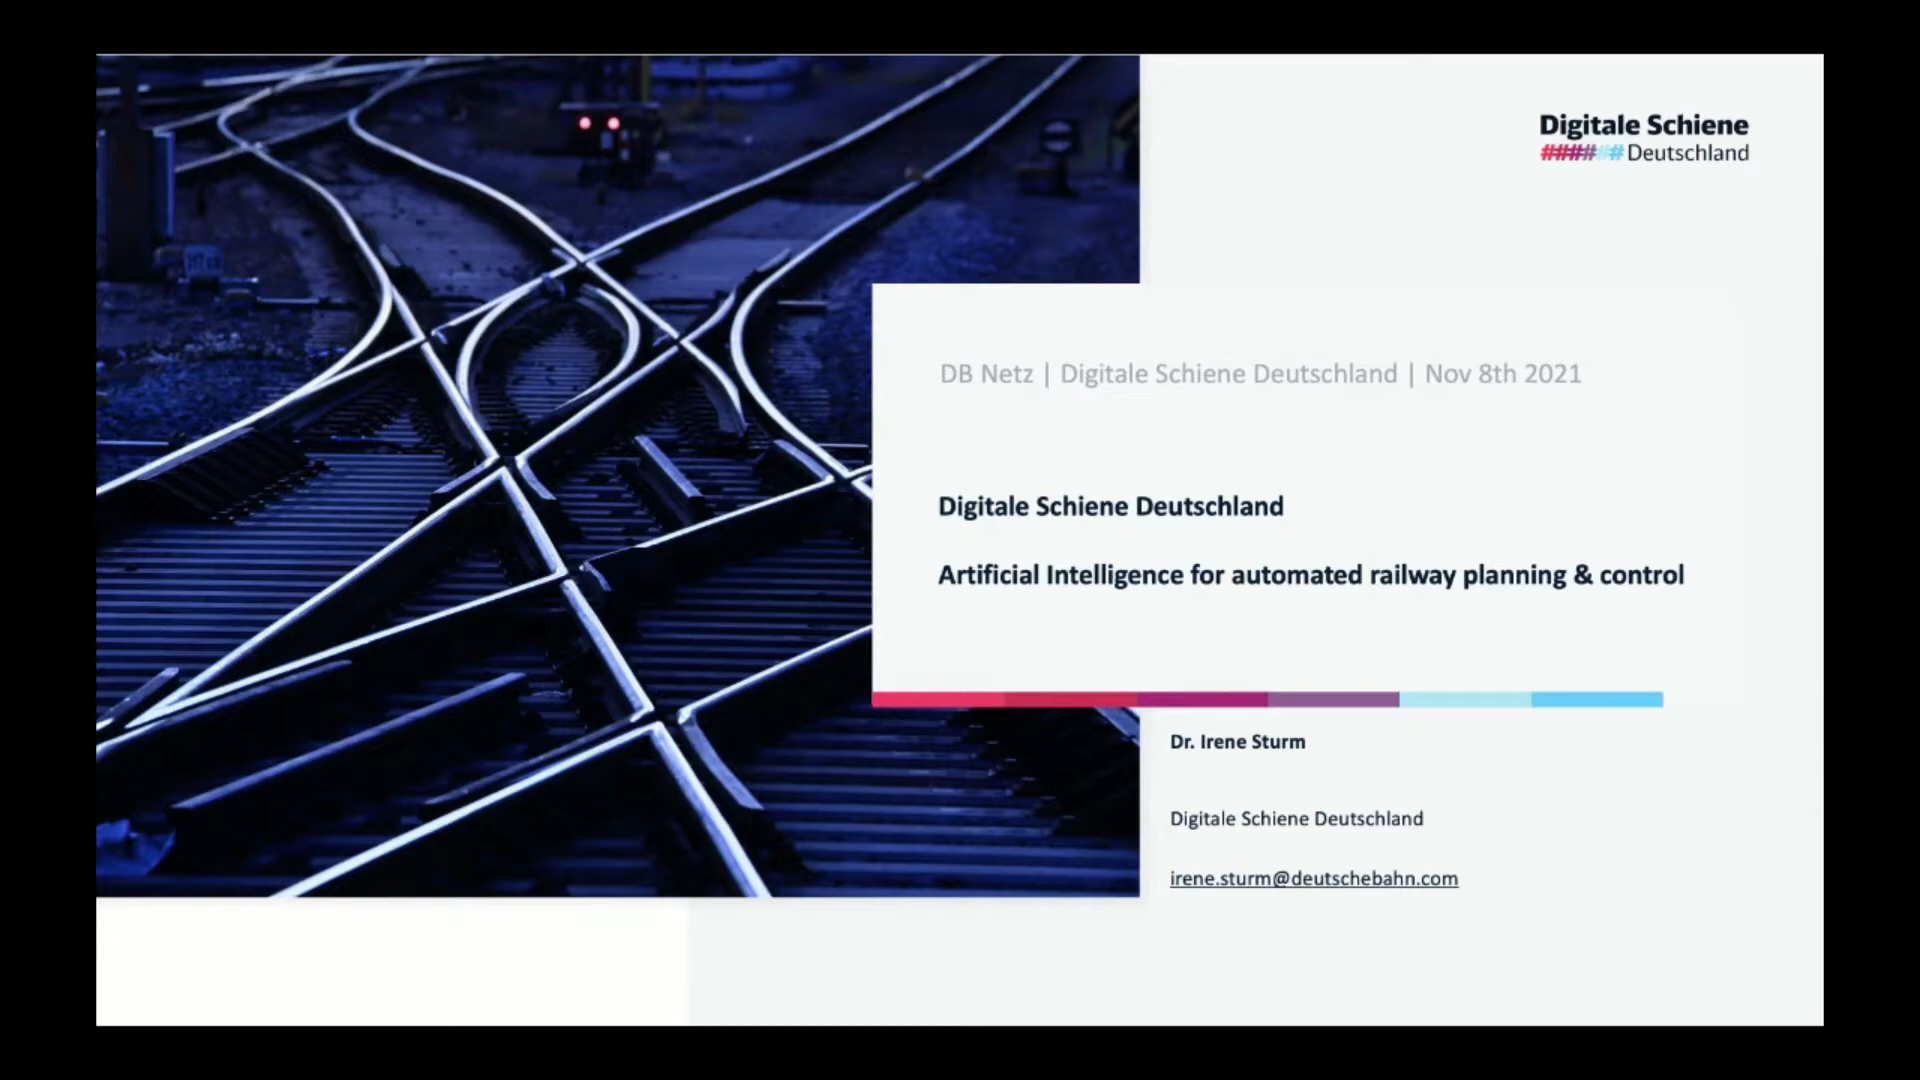 Digitale Schiene
######Deutschland
DB Netz | Digitale Schiene Deutschland | Nov 8th 2021
Digitale Schiene Deutschland
Artificial Intelligence for automated railway planning & control
Dr. Irene Sturm
Digitale Schiene Deutschland
irene.sturm@deutschebahn.com